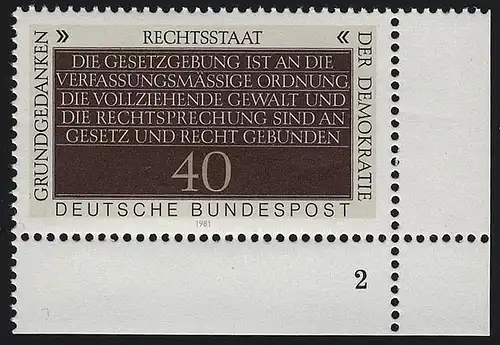 » RECHTSSTAAT «
GRUNDGEDANKEN
DER DEMOKRATIE
DIE GESETZGEBUNG IST AN DIE
VERFASSUNGSMÄSSIGE ORDNUNG,
DIE VOLLZIEHENDE GEWALT UND
DIE RECHTSPRECHUNG SIND AN
GESETZ UND RECHT GEBUNDEN
40
DEUTSCHE BUNDESPOST
1981
2